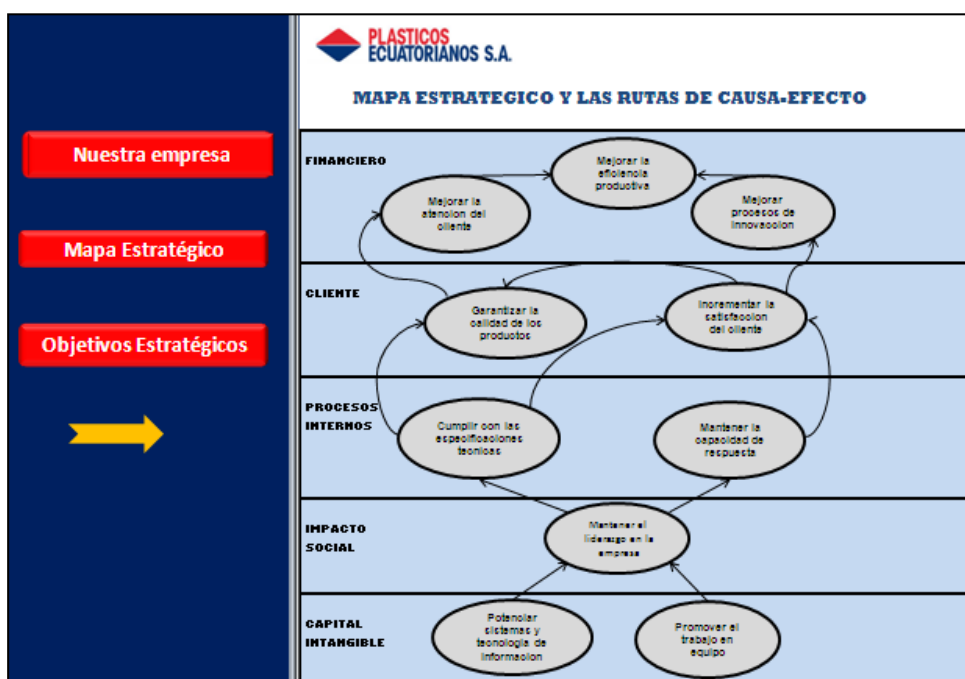 PLASTICOS
ECUATORIANOS S.A.
MAPA ESTRATEGICO Y LAS RUTAS DE CAUSA-EFECTO
Nuestra empresa
Mapa Estratégico
Objetivos Estratégicos
FINANCIERO
Mejorar la
eficiencia
productiva
Mejorar la
atencion del
cliente
Mejorar
procesos de
innovaccion
CLIENTE
Garantizar la
calidad de los
productos
Incrementar la
satisfaccion
del cliente
PROCESOS
INTERNOS
Cumplir con las
especificaciones
tecnicas
Mantener la
capacidad de
respuesta
IMPACTO
SOCIAL
Mantener el
liderazgo en la
empresa
CAPITAL
INTANGIBLE
Potenciar
sistemas y
tecnologia de
informacion
Promover el
trabajo en
equipo